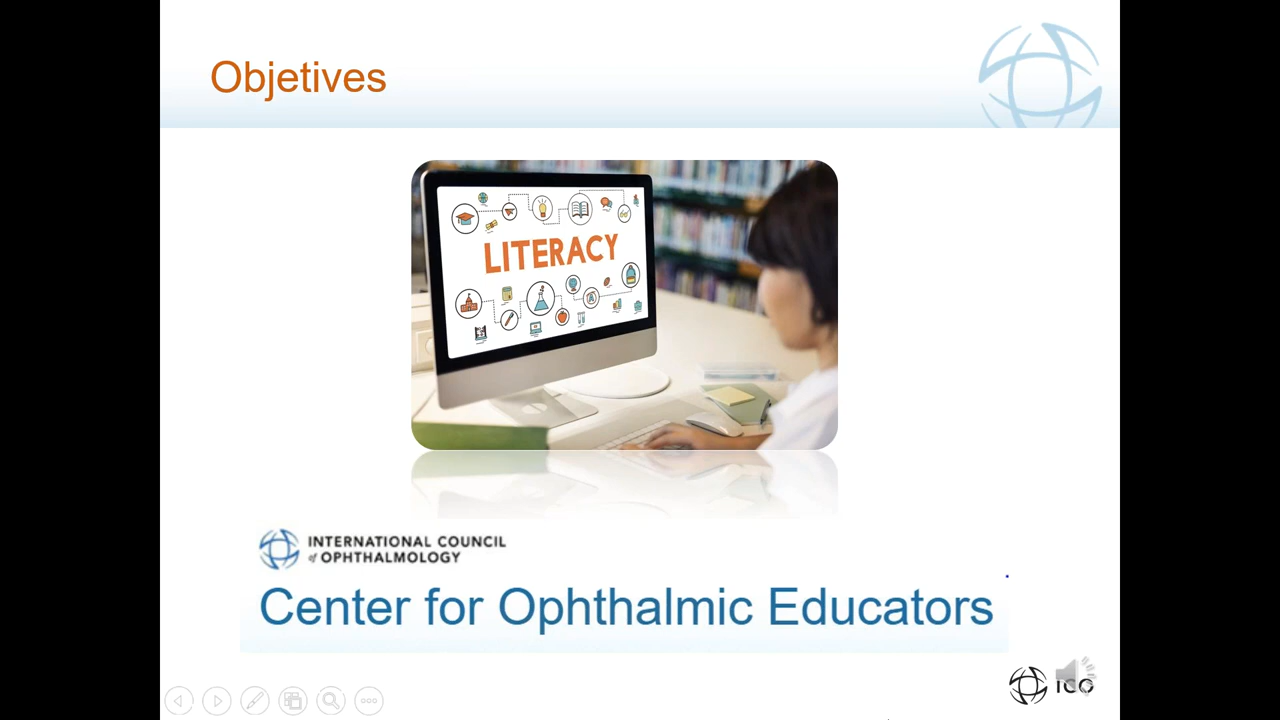 Objetives
LITERACY
INTERNATIONAL COUNCIL
of OPHTHALMOLOGY
Center for Ophthalmic Educators
ICO